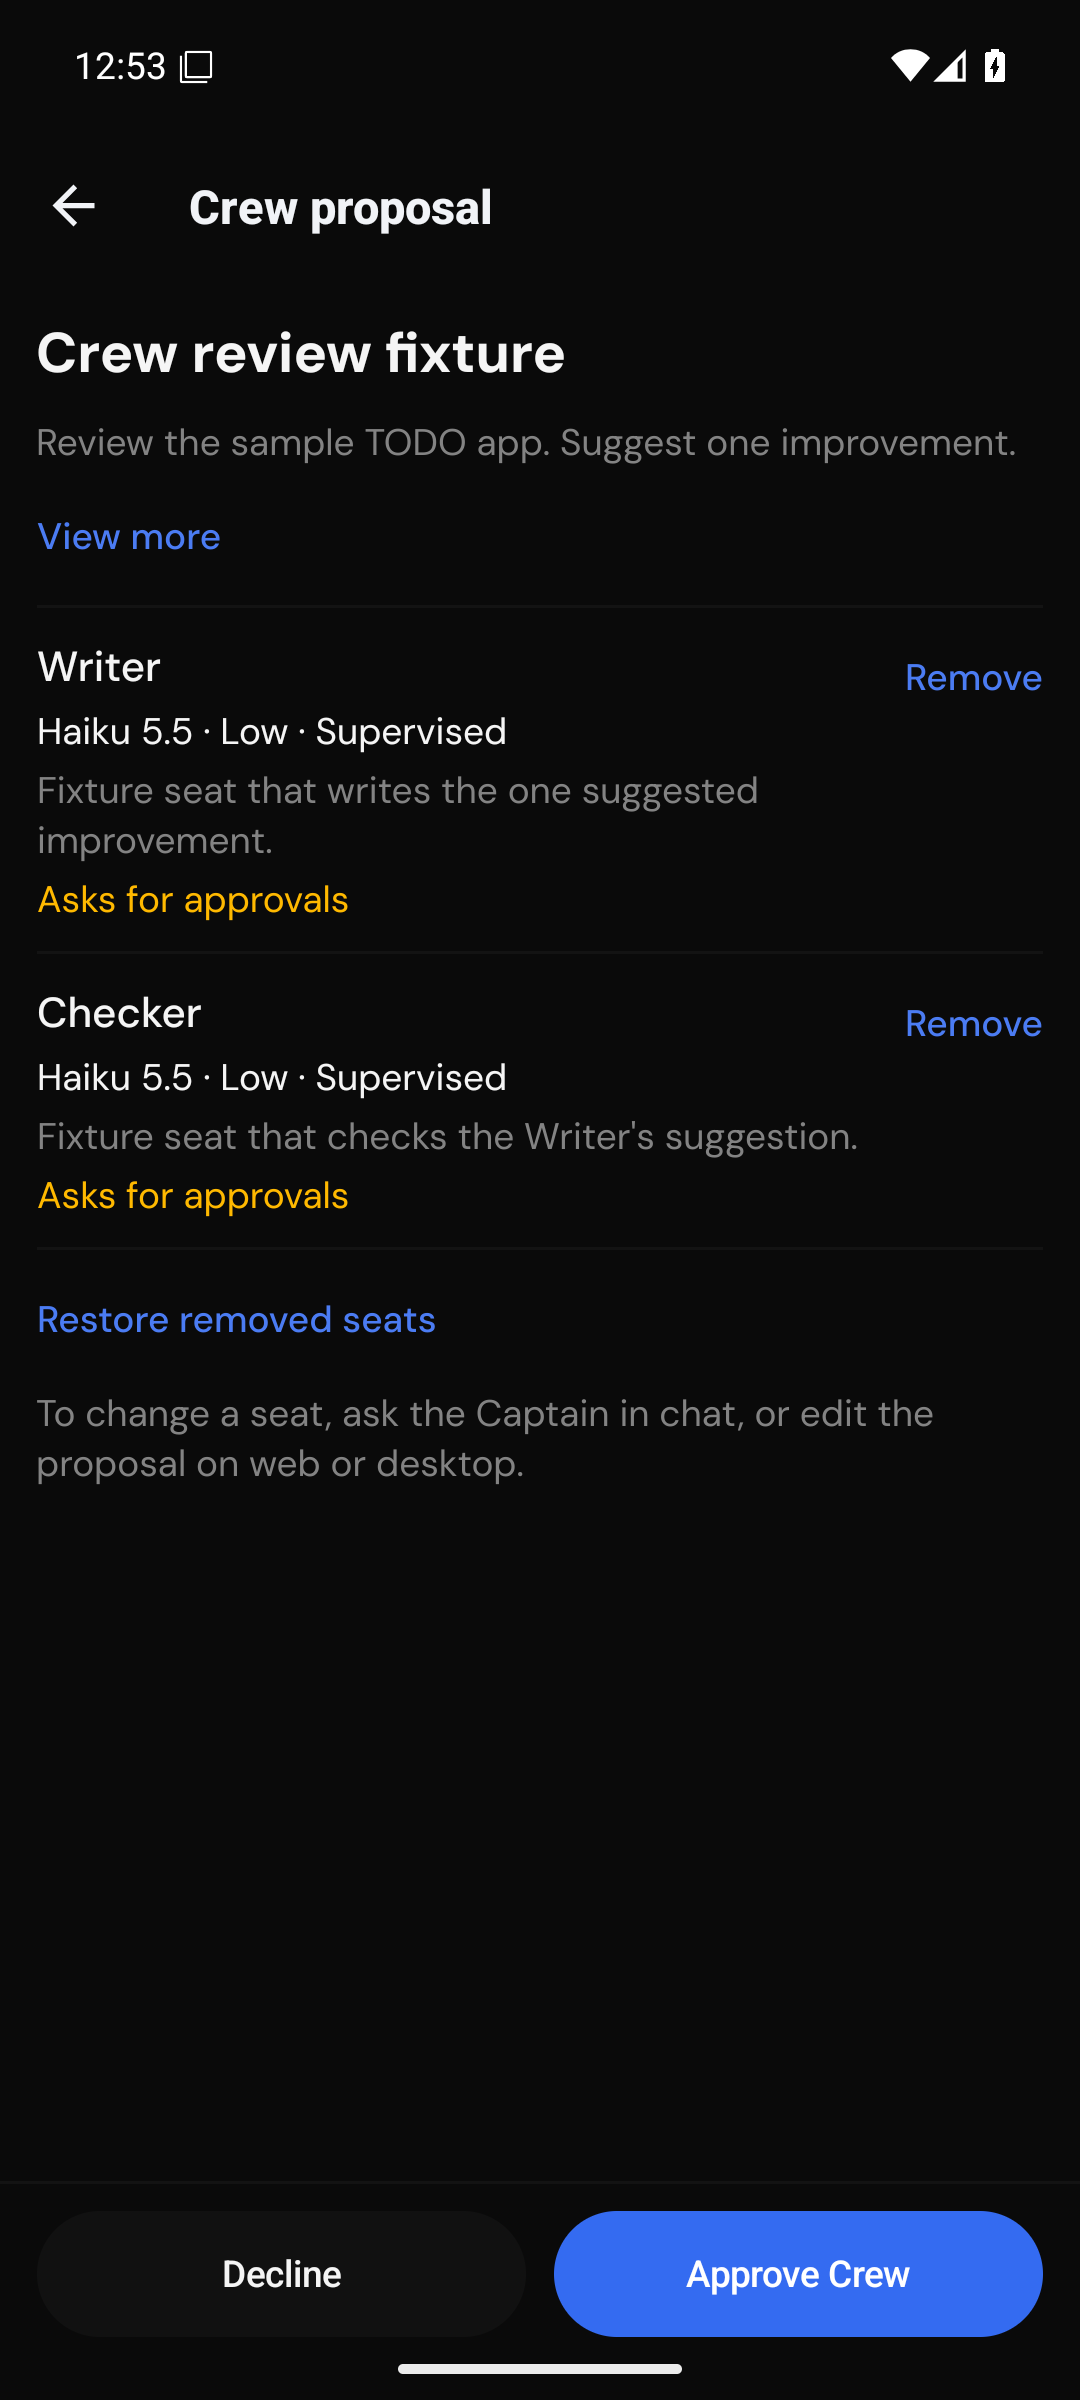 12:53
Crew proposal
Crew review fixture
Review the sample TODO app. Suggest one improvement.
View more
Writer
Remove
Haiku 5.5 · Low · Supervised
Fixture seat that writes the one suggested
improvement.
Asks for approvals
Checker
Remove
Haiku 5.5 · Low · Supervised
Fixture seat that checks the Writer's suggestion.
Asks for approvals
Restore removed seats
To change a seat, ask the Captain in chat, or edit the
proposal on web or desktop.
Decline
Approve Crew